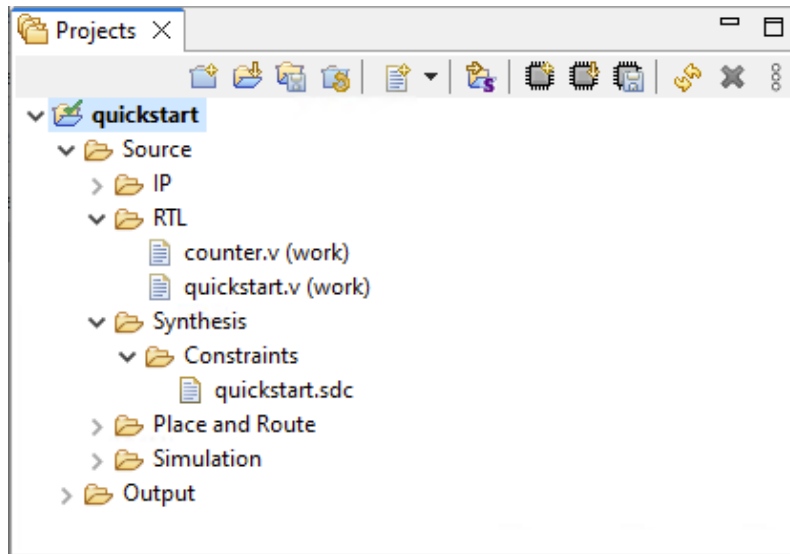 Projects
quickstart
Source
IP
RTL
counter.v (work)
quickstart.v (work)
Synthesis
Constraints
quickstart.sdc
Place and Route
Simulation
Output